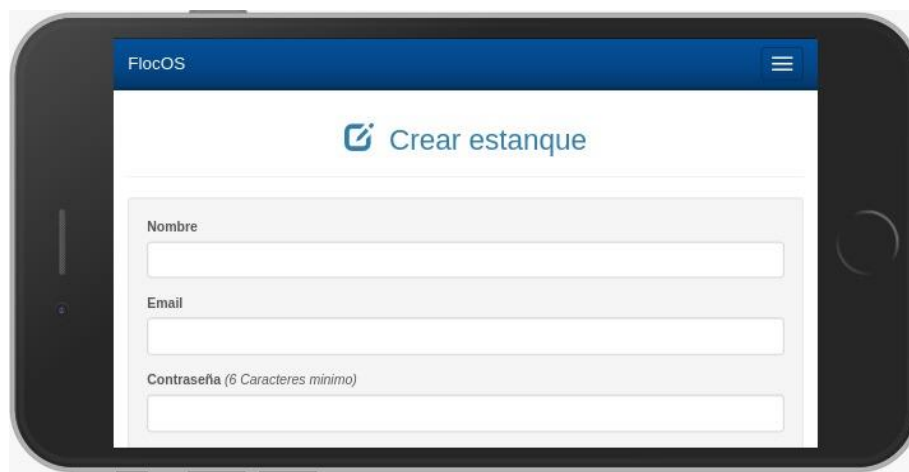 FlocOS
Crear estanque
Nombre
Email
Contraseña (6 Caracteres minimo)